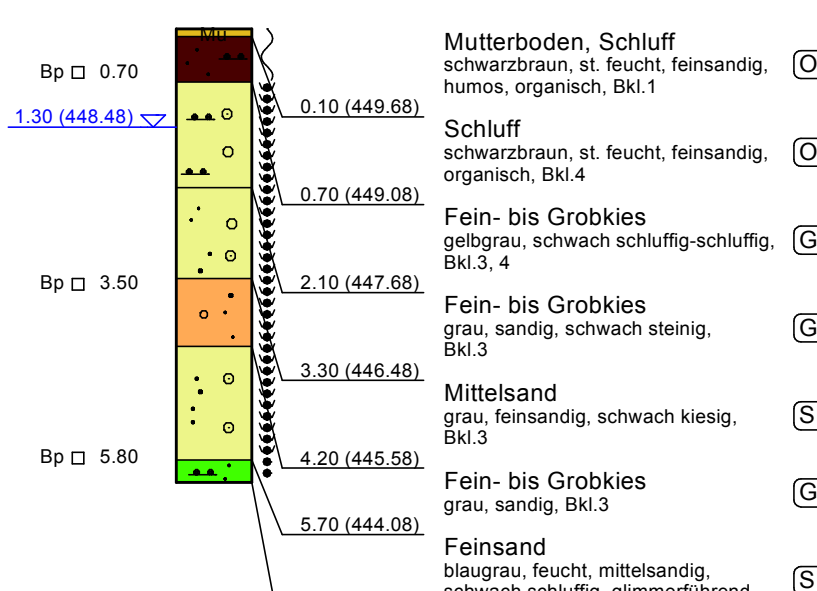 Mu
Bp 0.70
1.30 (448.48)
Bp 3.50
Bp 5.80
0.10 (449.68)
0.70 (449.08)
2.10 (447.68)
3.30 (446.48)
4.20 (445.58)
5.70 (444.08)
Mutterboden, Schluff
schwarzbraun, st. feucht, feinsandig,
humos, organisch, Bkl.1
O
Schluff
schwarzbraun, st. feucht, feinsandig,
organisch, Bkl.4
O
Fein- bis Grobkies
gelbgrau, schwach schluffig-schluffig,
Bkl.3, 4
G
Fein- bis Grobkies
grau, sandig, schwach steinig,
Bkl.3
G
Mittelsand
grau, feinsandig, schwach kiesig,
Bkl.3
S
Fein- bis Grobkies
grau, sandig, Bkl.3
G
Feinsand
blaugrau, feucht, mittelsandig,
schwach schluffig, glimmerführend
S